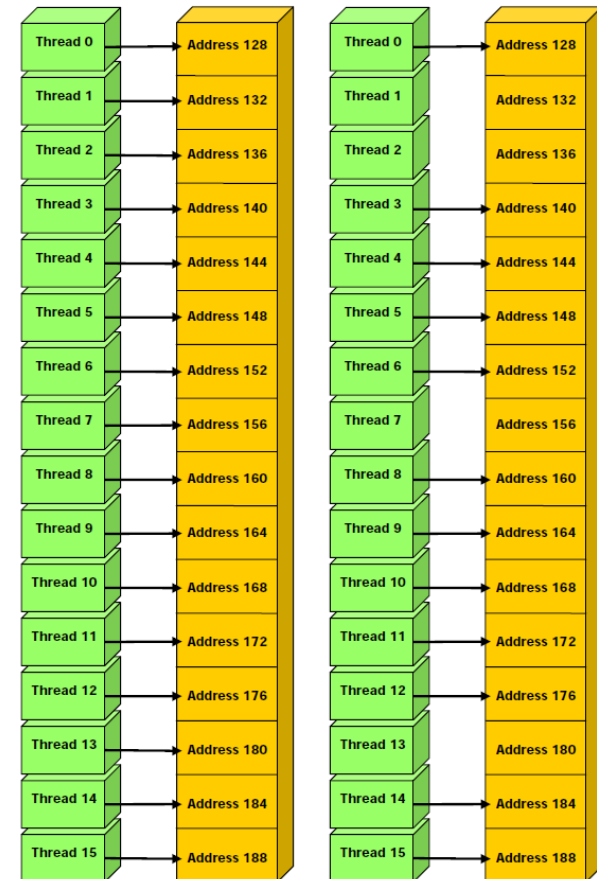 Thread 0
Address 128
Thread 1
Address 132
Thread 2
Address 136
Thread 3
Address 140
Thread 4
Address 144
Thread 5
Address 148
Thread 6
Address 152
Thread 7
Address 156
Thread 8
Address 160
Thread 9
Address 164
Thread 10
Address 168
Thread 11
Address 172
Thread 12
Address 176
Thread 13
Address 180
Thread 14
Address 184
Thread 15
Address 188
Thread 0
Address 128
Thread 1
Address 132
Thread 2
Address 136
Thread 3
Address 140
Thread 4
Address 144
Thread 5
Address 148
Thread 6
Address 152
Thread 7
Address 156
Thread 8
Address 160
Thread 9
Address 164
Thread 10
Address 168
Thread 11
Address 172
Thread 12
Address 176
Thread 13
Address 180
Thread 14
Address 184
Thread 15
Address 188